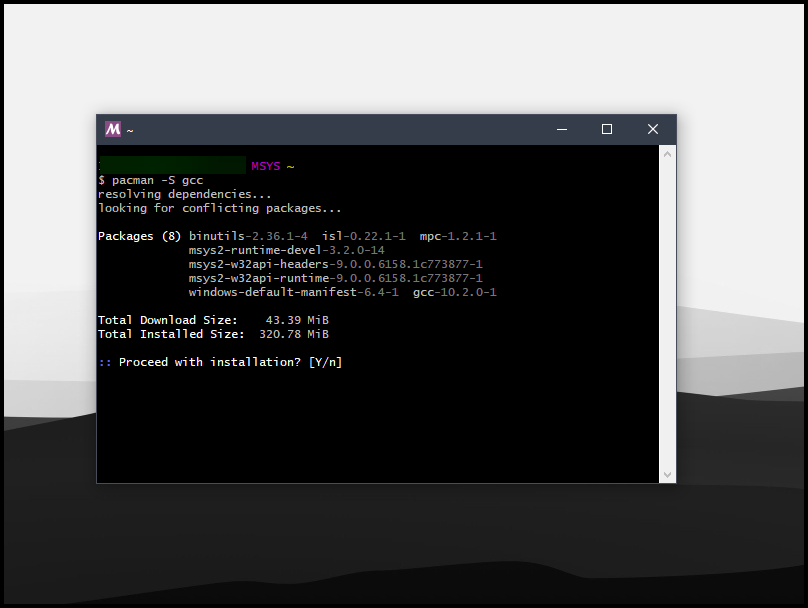 ~
MSYS ~
$ pacman -S gcc
resolving dependencies...
looking for conflicting packages...
Packages (8) binutils-2.36.1-4  isl-0.22.1-1  mpc-1.2.1-1
msys2-runtime-devel-3.2.0-14
msys2-w32api-headers-9.0.0.6158.1c773877-1
msys2-w32api-runtime-9.0.0.6158.1c773877-1
windows-default-manifest-6.4-1  gcc-10.2.0-1
Total Download Size:    43.39 MiB
Total Installed Size:  320.78 MiB
:: Proceed with installation? [Y/n]